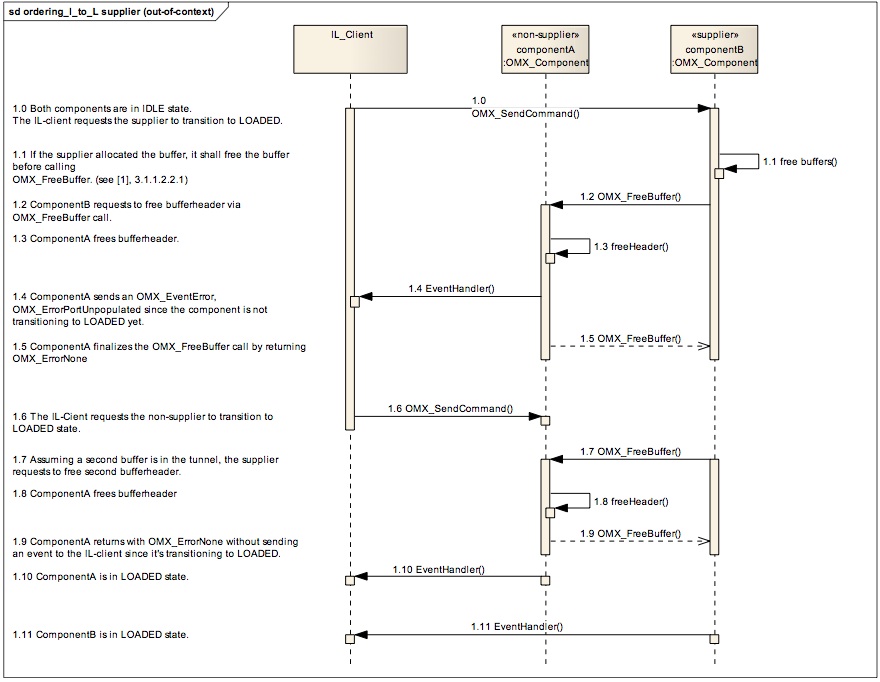 sd ordering_I_to_L supplier (out-of-context)
IL_Client
«non-supplier»
componentA
:OMX_Component
«supplier»
componentB
:OMX_Component
1.0 Both components are in IDLE state.
The IL-client requests the supplier to transition to LOADED.
1.0
OMX_SendCommand()
1.1 If the supplier allocated the buffer, it shall free the buffer
before calling
OMX_FreeBuffer. (see [1], 3.1.1.2.2.1)
1.1 free buffers()
1.2 ComponentB requests to free bufferheader via
OMX_FreeBuffer call.
1.2 OMX_FreeBuffer()
1.3 ComponentA frees bufferheader.
1.3 freeHeader()
1.4 ComponentA sends an OMX_EventError,
OMX_ErrorPortUnpopulated since the component is not
transitioning to LOADED yet.
1.4 EventHandler()
1.5 ComponentA finalizes the OMX_FreeBuffer call by returning
OMX_ErrorNone
1.5 OMX_FreeBuffer()
1.6 The IL-Client requests the non-supplier to transition to
LOADED state.
1.6 OMX_SendCommand()
1.7 Assuming a second buffer is in the tunnel, the supplier
requests to free second bufferheader.
1.7 OMX_FreeBuffer()
1.8 ComponentA frees bufferheader
1.8 freeHeader()
1.9 ComponentA returns with OMX_ErrorNone without sending
an event to the IL-client since it's transitioning to LOADED.
1.9 OMX_FreeBuffer()
1.10 ComponentA is in LOADED state.
1.10 EventHandler()
1.11 ComponentB is in LOADED state.
1.11 EventHandler()